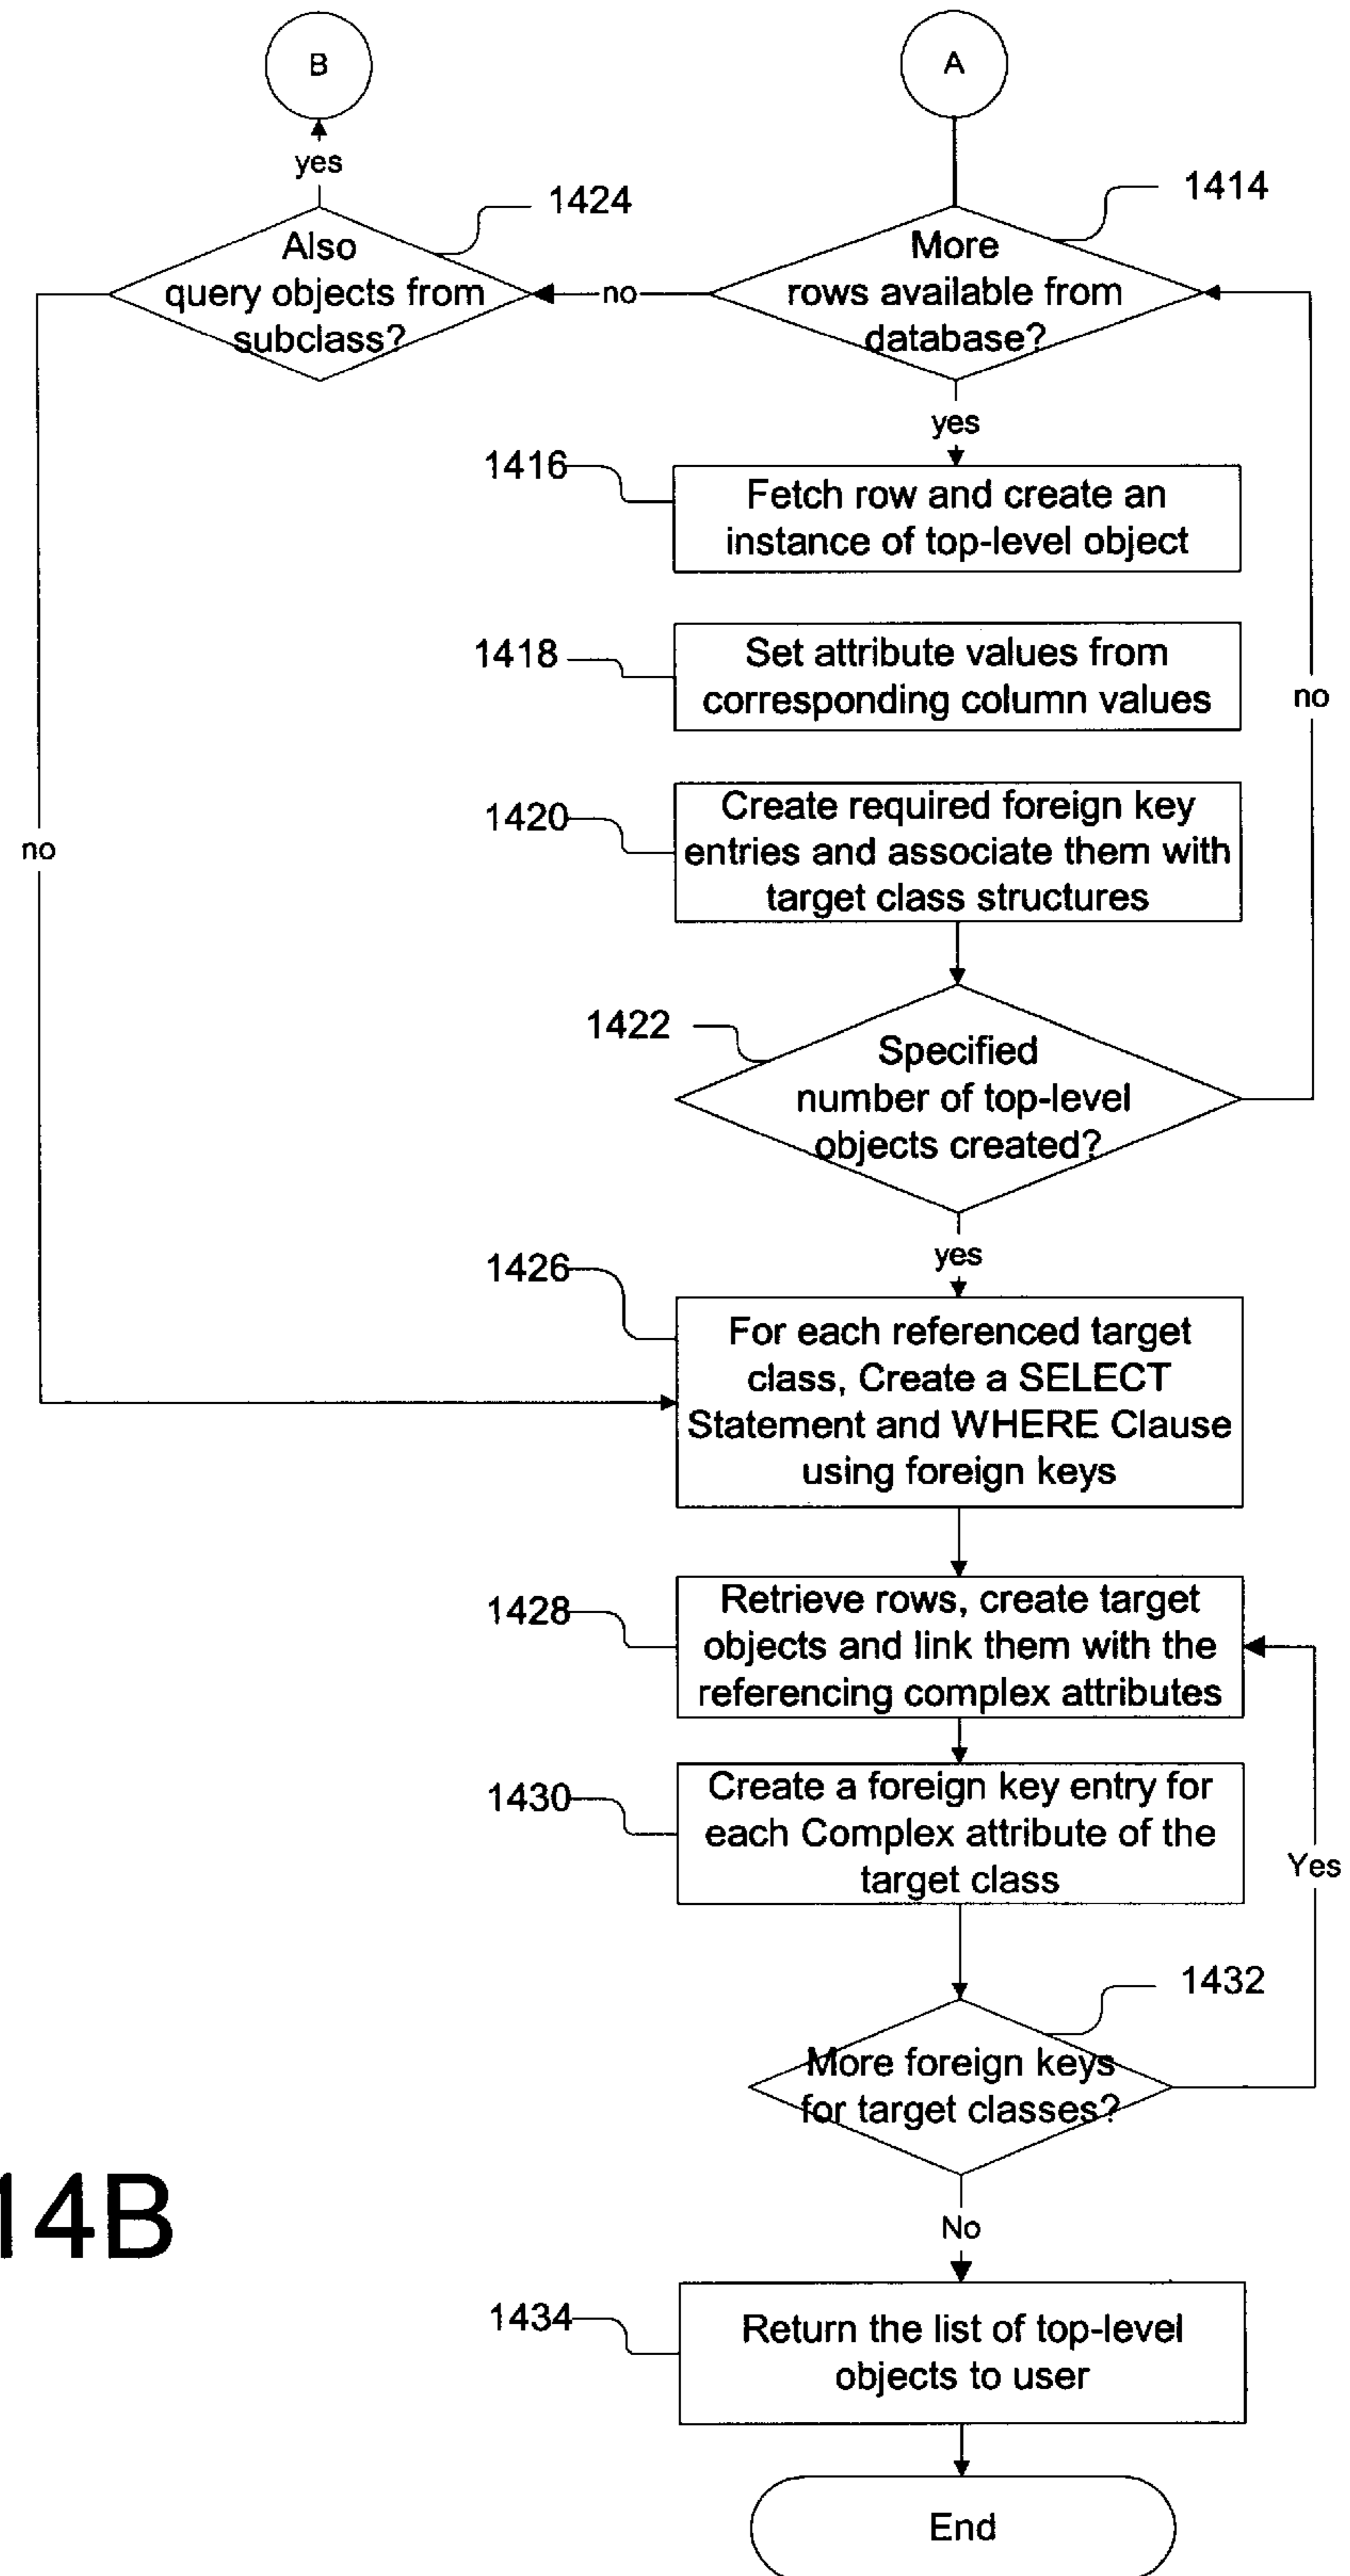 B
A
yes
1424
1414
Also
query objects from
subclass?
no
More
rows available from
database?
yes
1416
Fetch row and create an
instance of top-level object
1418
Set attribute values from
corresponding column values
no
1420
Create required foreign key
entries and associate them with
target class structures
no
1422
Specified
number of top-level
objects created?
yes
1426
For each referenced target
class, Create a SELECT
Statement and WHERE Clause
using foreign keys
1428
Retrieve rows, create target
objects and link them with the
referencing complex attributes
1430
Create a foreign key entry for
each Complex attribute of the
target class
Yes
1432
More foreign keys
for target classes?
14B
No
1434
Return the list of top-level
objects to user
End